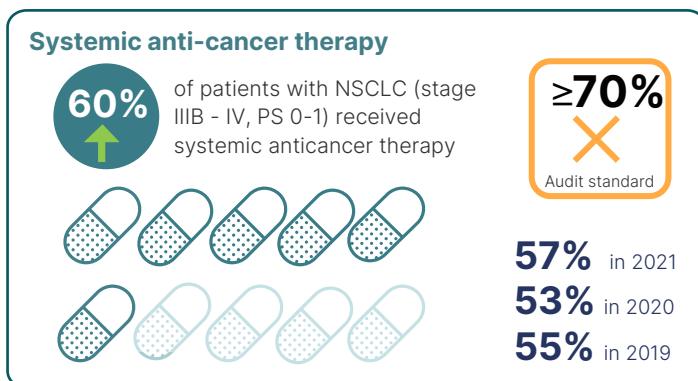 Systemic anti-cancer therapy
60%
of patients with NSCLC (stage
IIIB - IV, PS 0-1) received
systemic anticancer therapy
≥70%
Audit standard
57% in 2021
53% in 2020
55% in 2019